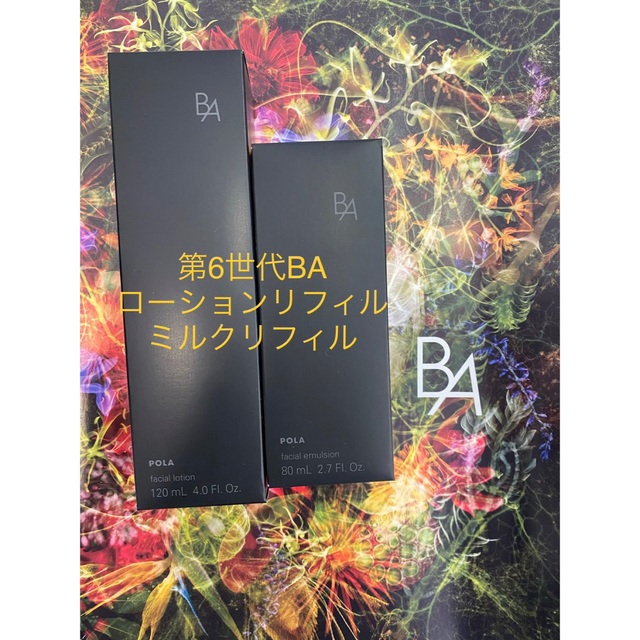 BA
BA
第6世代BA
ローションリフィル
ミルクリフィル
BA
POLA
facial lotion
120 mL 4.0 Fl. Oz.
POLA
facial emulsion
80 mL 2.7 Fl. Oz.